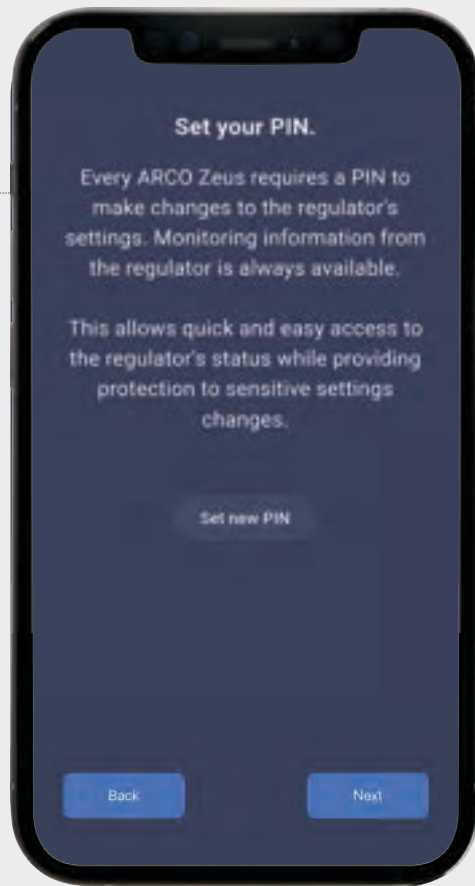 Set your PIN.
Every ARCO Zeus requires a PIN to
make changes to the regulator's
settings. Monitoring information from
the regulator is always available.
This allows quick and easy access to
the regulator's status while providing
protection to sensitive settings
changes.
Set new PIN
Back
Next